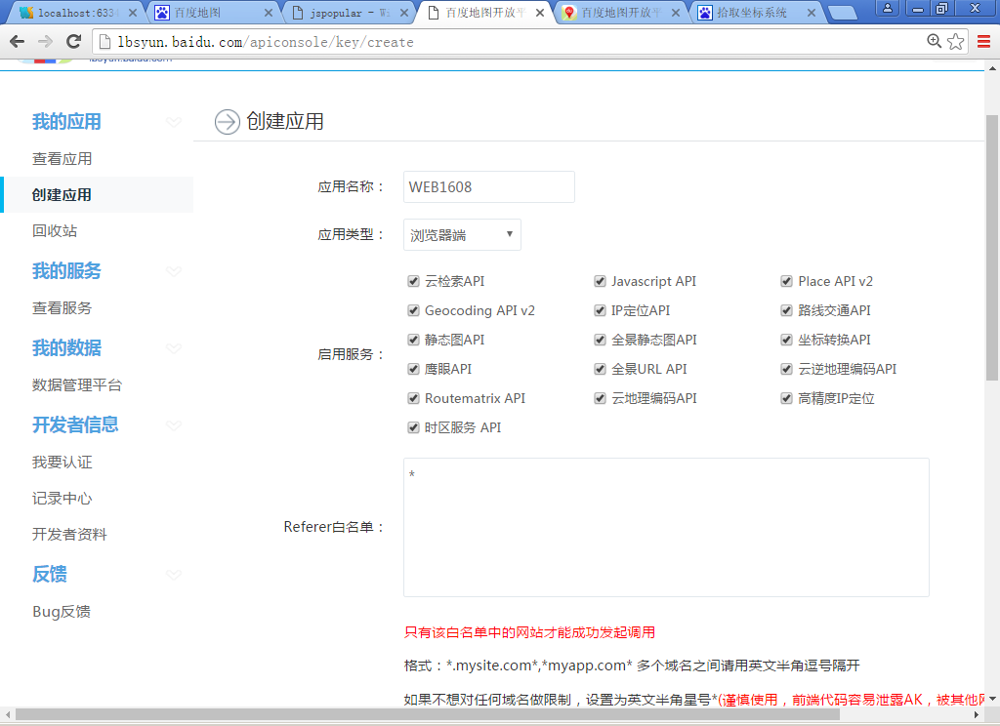 localhost:633
百度地图
jspopular - W
百度地图开放平
百度地图开放平
拾取坐标系统
lbsyun.baidu.com/apiconsole/key/create
我的应用
查看应用
创建应用
回收站
我的服务
查看服务
我的数据
数据管理平台
开发者信息
我要认证
记录中心
开发者资料
反馈
Bug反馈
创建应用
应用名称： WEB1608
应用类型： 浏览器端
启用服务：
云检索API Javascript API Place API v2
Geocoding API v2 IP定位API 路线交通API
静态图API 全景静态图API 坐标转换API
鹰眼API 全景URL API 云逆地理编码API
Routematrix API 云地理编码API 高精度IP定位
时区服务 API
Referer白名单： *
只有该白名单中的网站才能成功发起调用
格式：*.mysite.com*,*myapp.com* 多个域名之间请用英文半角逗号隔开
如果不想对任何域名做限制，设置为英文半角星号*(谨慎使用，前端代码容易泄露AK，被其他